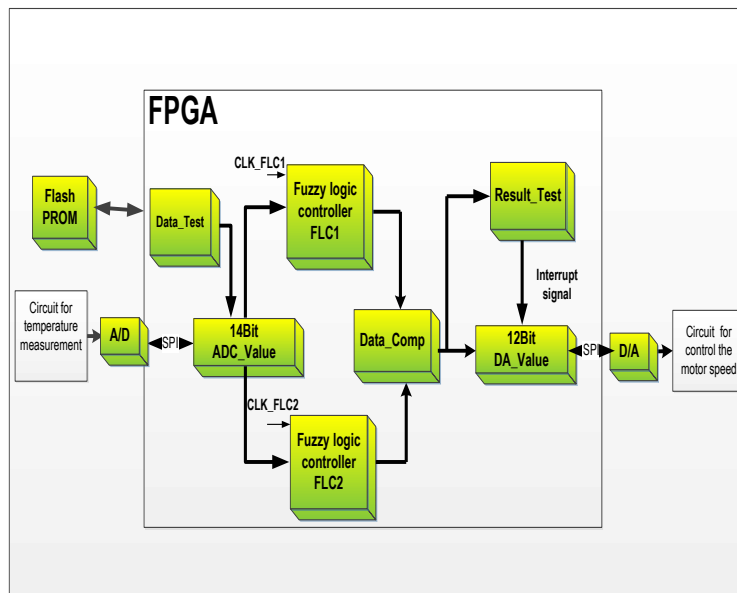 FPGA
CLK_FLC1
Fuzzy logic
controller
FLC1
Result_Test
Flash
PROM
Data_Test
Interrupt
signal
Circuit for
temperature
measurement
A/D
SPI
14Bit
ADC_Value
Data_Comp
12Bit
DA_Value
SPI
D/A
Circuit for
control the
motor speed
CLK_FLC2
Fuzzy logic
controller
FLC2